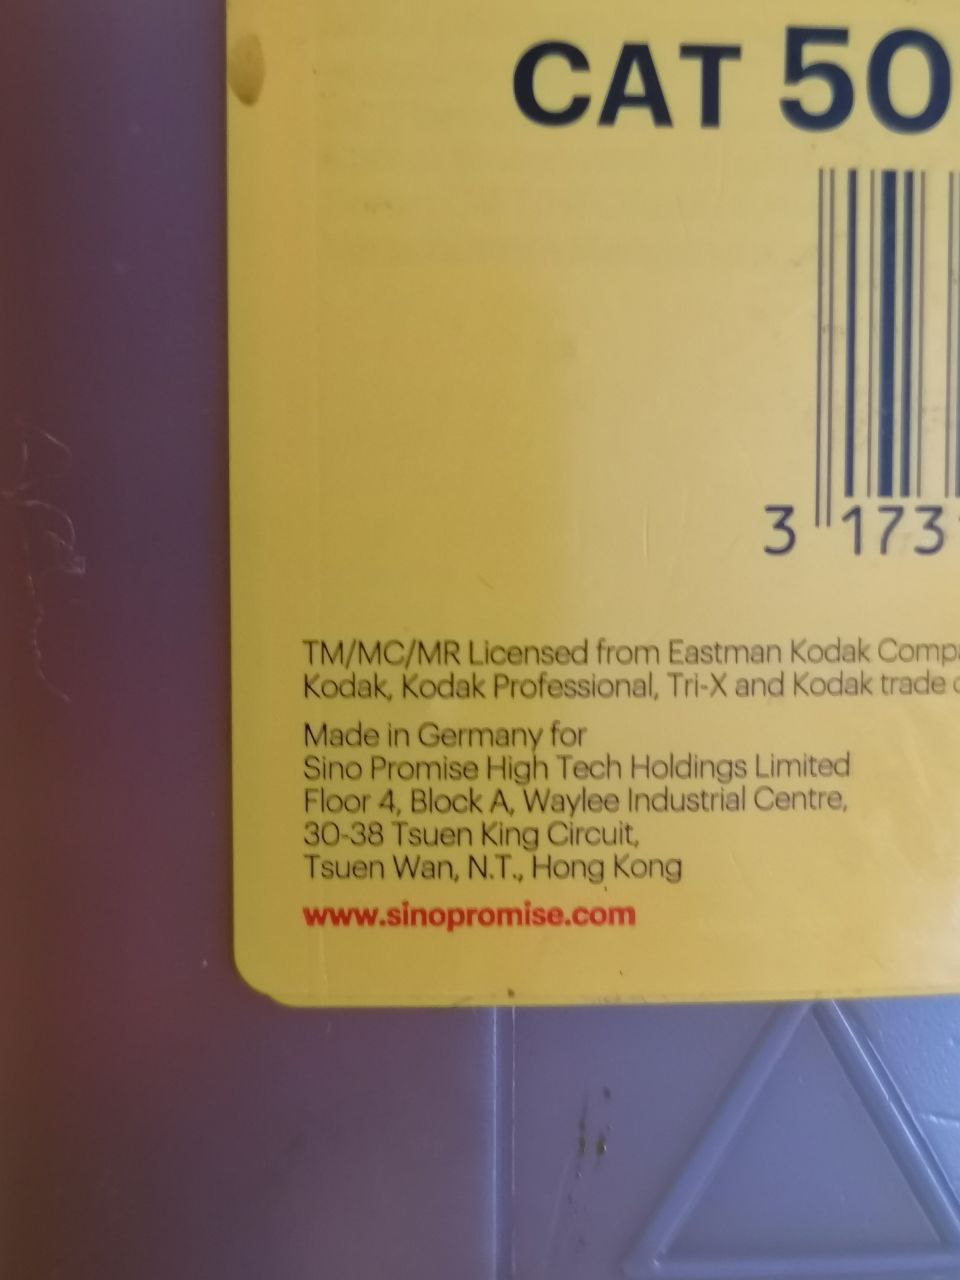 CAT 50
3 173
TM/MC/MR Licensed from Eastman Kodak
Kodak, Kodak Professional, Tri-X and Kodak trade
Made in Germany for
Sino Promise High Tech Holdings Limited
Floor 4, Block A, Waylee Industrial Centre,
30-38 Tsuen King Circuit,
Tsuen Wan, N.T., Hong Kong
www.sinopromise.com